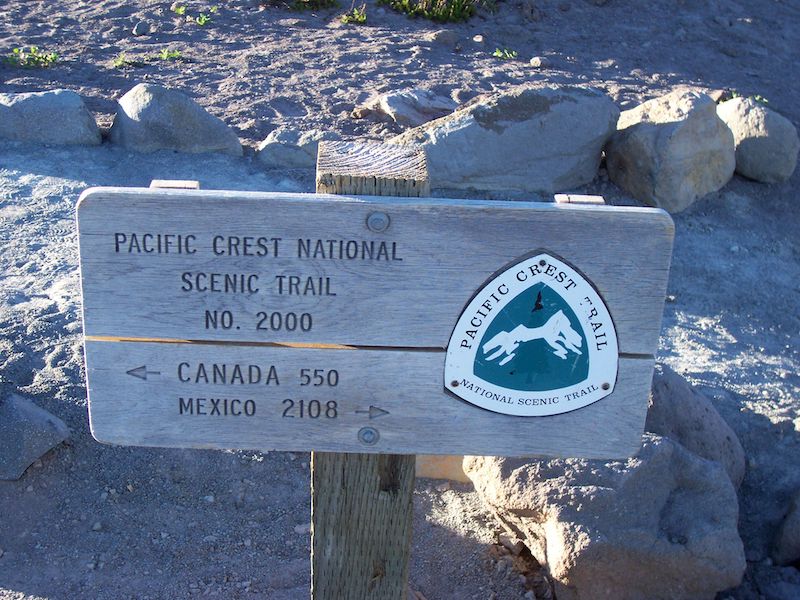 PACIFIC CREST NATIONAL
SCENIC TRAIL
NO. 2000
CANADA 550
MEXICO 2108
PACIFIC CREST TRAIL
NATIONAL SCENIC TRAIL